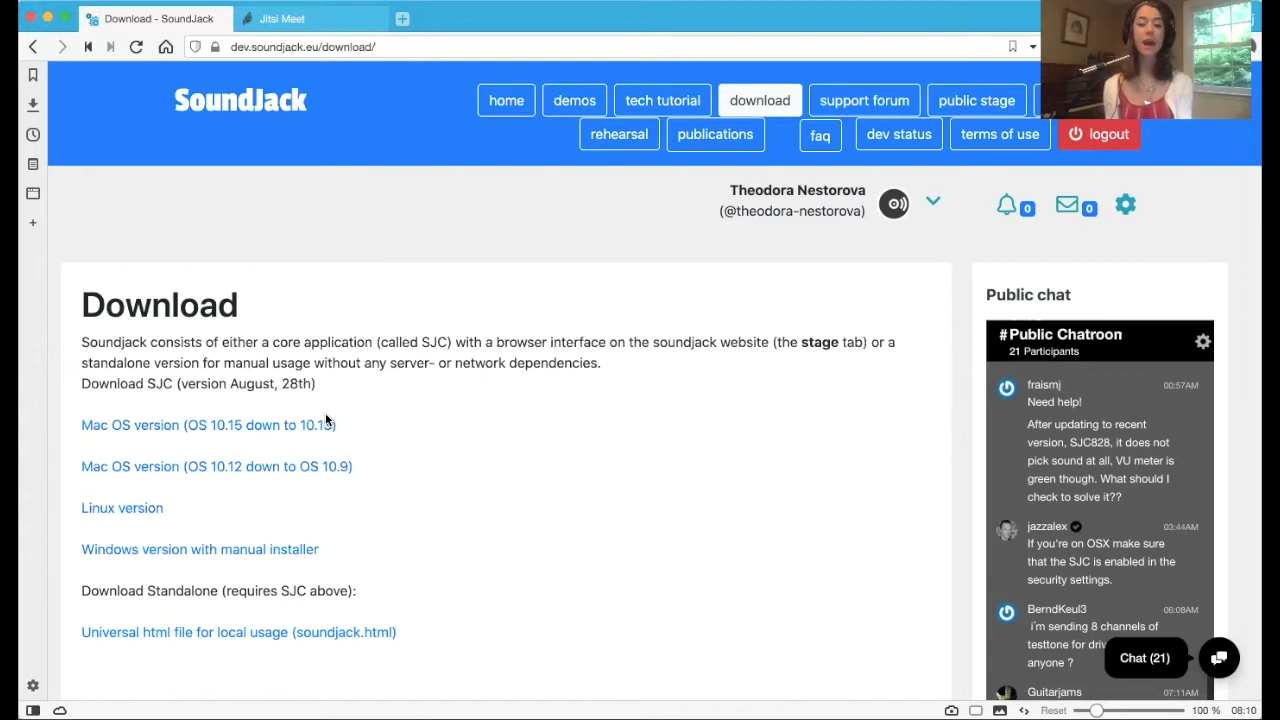 Download - SoundJack
Jitsi Meet
dev.soundjack.eu/download/
SoundJack
home
demos
tech tutorial
download
support forum
public stage
rehearsal
publications
faq
dev status
terms of use
logout
Theodora Nestorova
(@theodora-nestorova)
0
0
Download
Soundjack consists of either a core application (called SJC) with a browser interface on the soundjack website (the stage tab) or a
standalone version for manual usage without any server- or network dependencies.
Download SJC (version August, 28th)
Mac OS version (OS 10.15 down to 10.13)
Mac OS version (OS 10.12 down to OS 10.9)
Linux version
Windows version with manual installer
Download Standalone (requires SJC above):
Universal html file for local usage (soundjack.html)
Public chat
#Public Chatroon
21 Participants
fraismj 00:57AM
Need help!
After updating to recent
version, SJC828, it does not
pick sound at all, VU meter is
green though. What should I
check to solve it??
jazzalex 03:44AM
If you're on OSX make sure
that the SJC is enabled in the
security settings.
BerndKeul3 06:08AM
i´m sending 8 channels of
testtone for
anyone ?
Chat (21)
Guitarjams 07:11AM
Reset
100 %
08:10